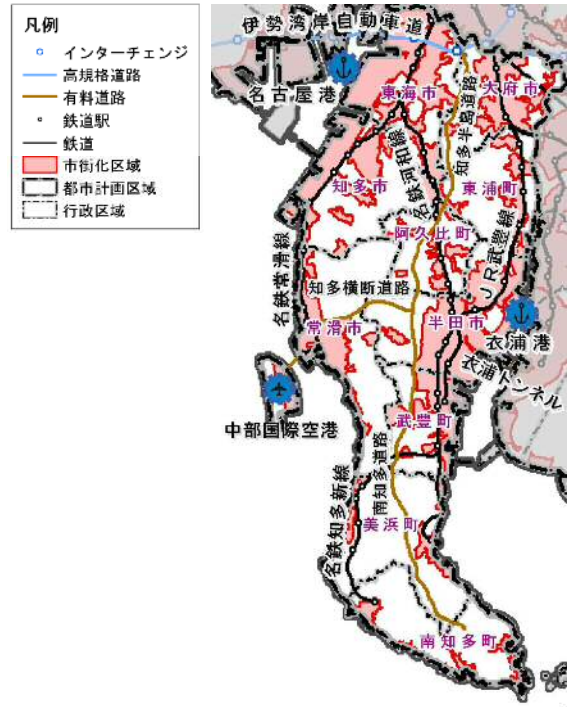 凡例
インターチェンジ
高規格道路
有料道路
鉄道駅
鉄道
市街化区域
都市計画区域
行政区域
伊勢湾岸自動車道
名古屋港
東海市
大府市
知多半島道路
知多市
名鉄河和線
東浦町
阿久比町
JR武豊線
名鉄常滑線
知多横断道路
常滑市
半田市
衣浦港
衣浦トンネル
中部国際空港
武豊町
南知多道路
名鉄知多新線
美浜町
南知多町